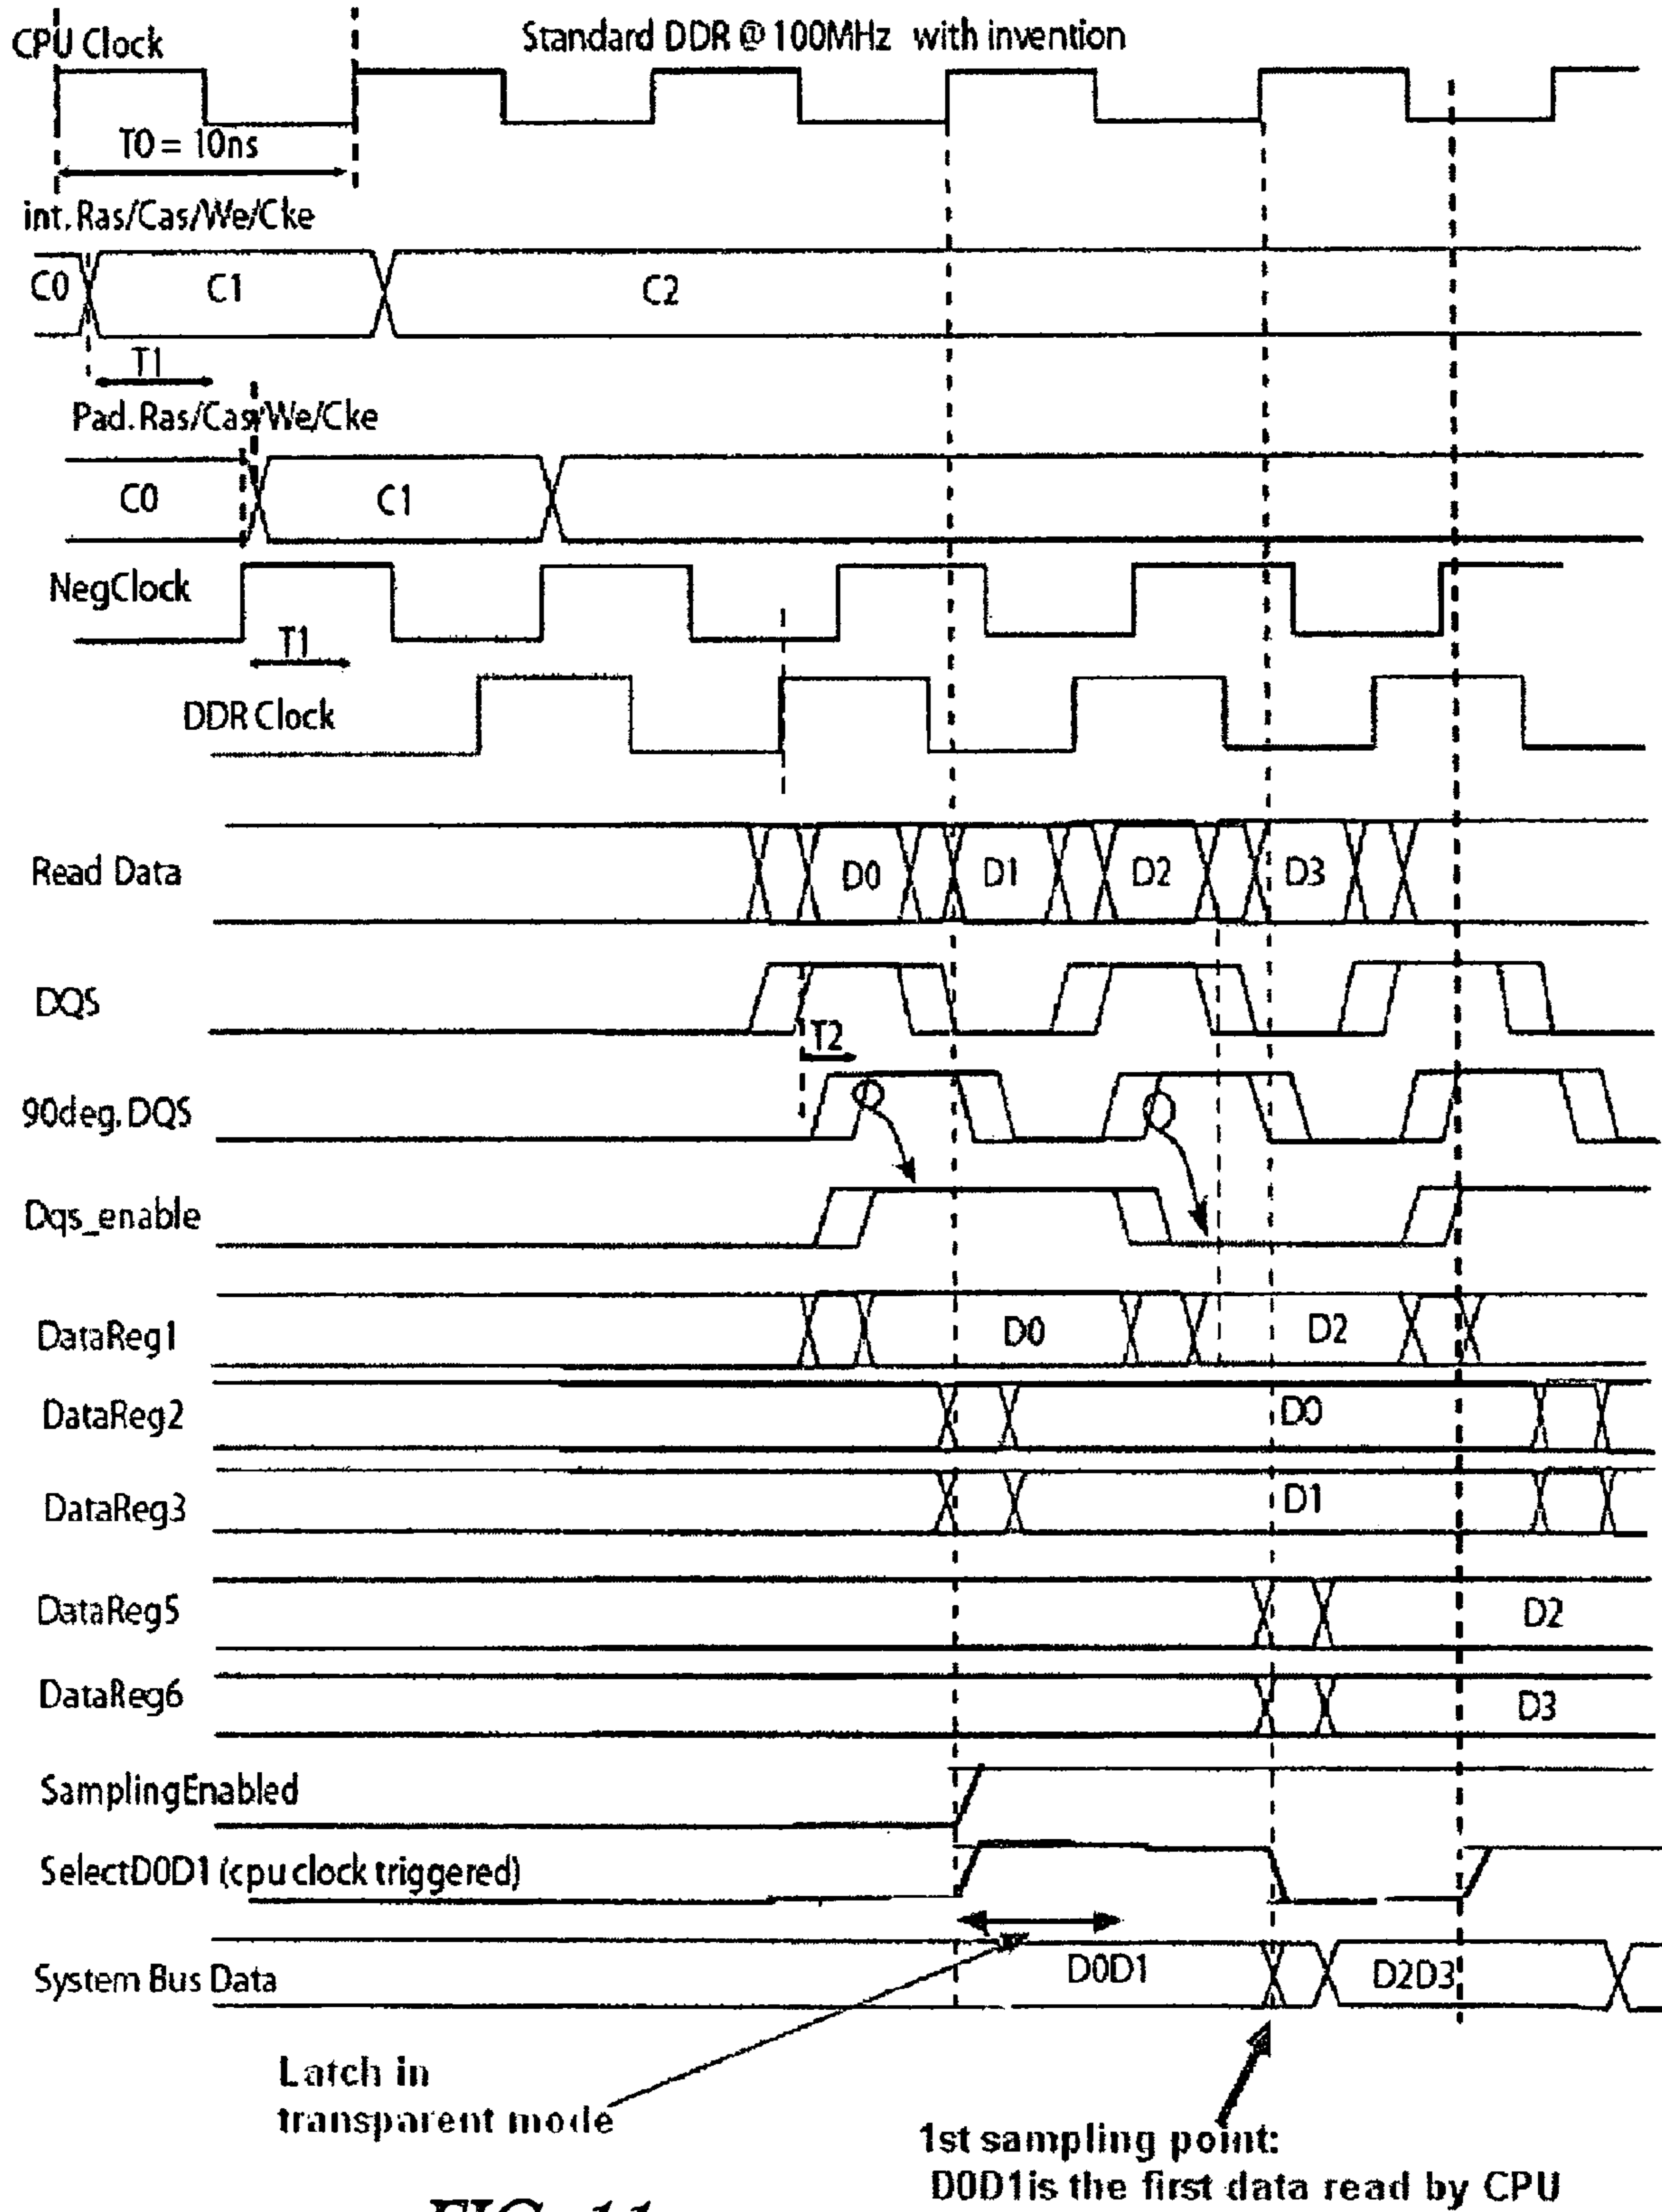 CPU Clock
Standard DDR @ 100MHz with invention
T0 = 10ns
int. Ras/Cas/We/Cke
C0 C1 C2
T1
Pad. Ras/Cas/We/Cke
C0 C1
NegClock
T1
DDR Clock
Read Data D0 D1 D2 D3
DQS
T2
90deg. DQS
Dqs_enable
DataReg1 D0 D2
DataReg2 D0
DataReg3 D1
DataReg5 D2
DataReg6 D3
SamplingEnabled
SelectD0D1 (cpu clock triggered)
System Bus Data D0D1 D2D3
Latch in
transparent mode
1st sampling point:
D0D1is the first data read by CPU
FIG. 11